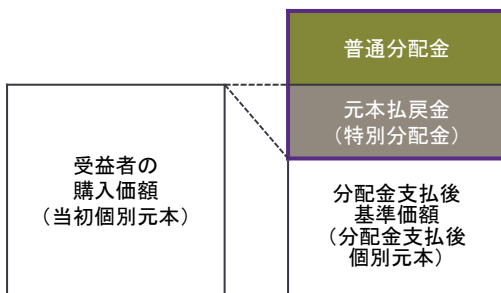 普通分配金
元本払戻金
（特別分配金）
受益者の
購入価額
（当初個別元本）
分配金支払後
基準価額
（分配金支払後
個別元本）